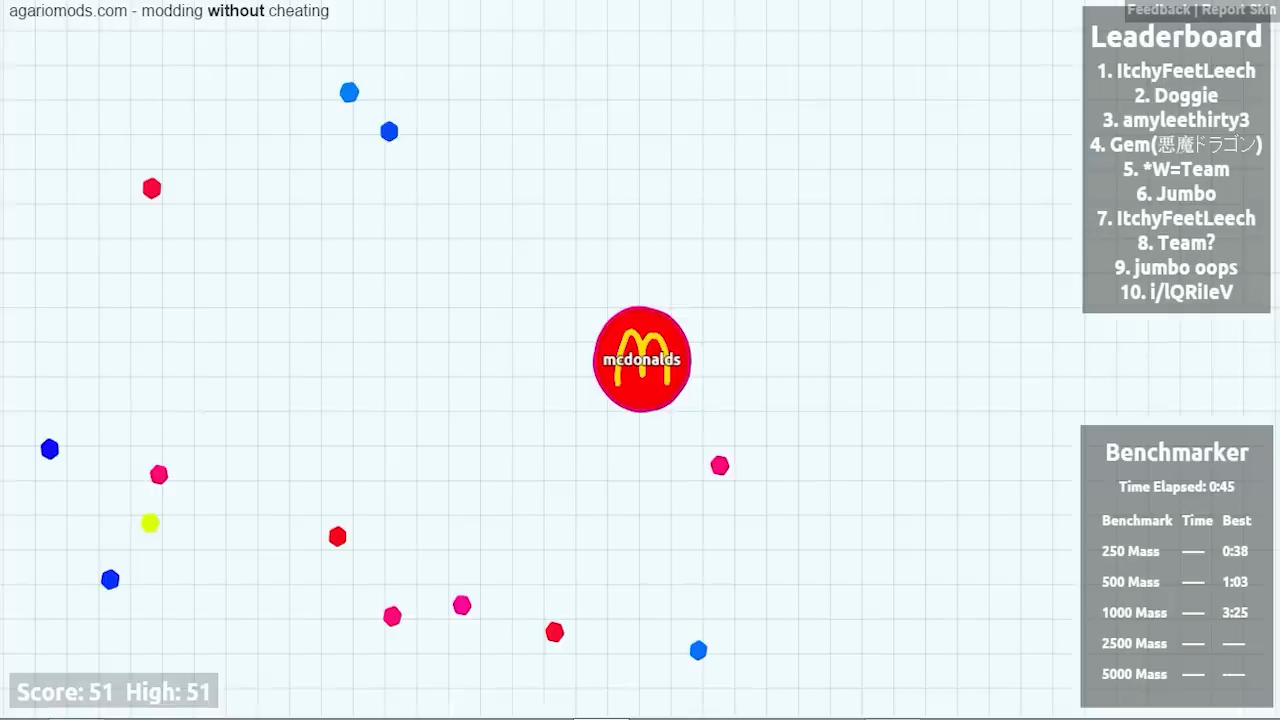 agariomods.com - modding without cheating
Feedback | Report Skin
Leaderboard
1. ItchyFeetLeech
2. Doggie
3. amyleethirty3
4. Gem(悪魔ドラゴン)
5. *W=Team
6. Jumbo
7. ItchyFeetLeech
8. Team?
9. jumbo oops
10. i/lQRiIeV
mcdonalds
Benchmarker
Time Elapsed: 0:45
Benchmark Time Best
250 Mass — 0:38
500 Mass — 1:03
1000 Mass — 3:25
2500 Mass — —
5000 Mass — —
Score: 51 High: 51